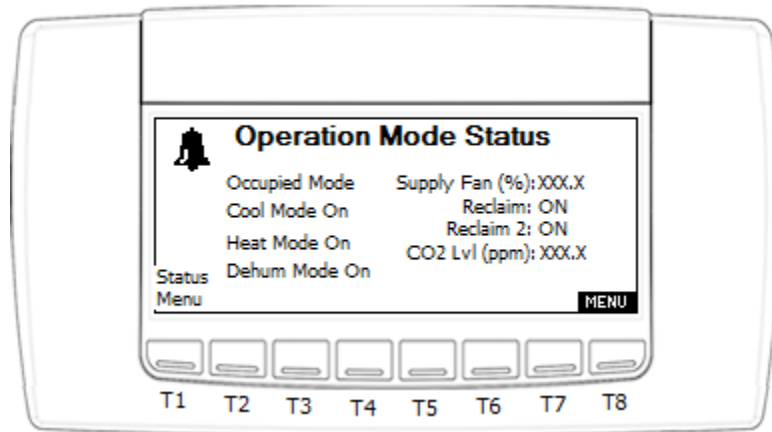 Operation Mode Status
Occupied Mode
Cool Mode On
Heat Mode On
Dehum Mode On
Supply Fan (%): XXX.X
Reclaim: ON
Reclaim 2: ON
CO2 Lvl (ppm): XXX.X
Status
Menu
MENU
T1 T2 T3 T4 T5 T6 T7 T8